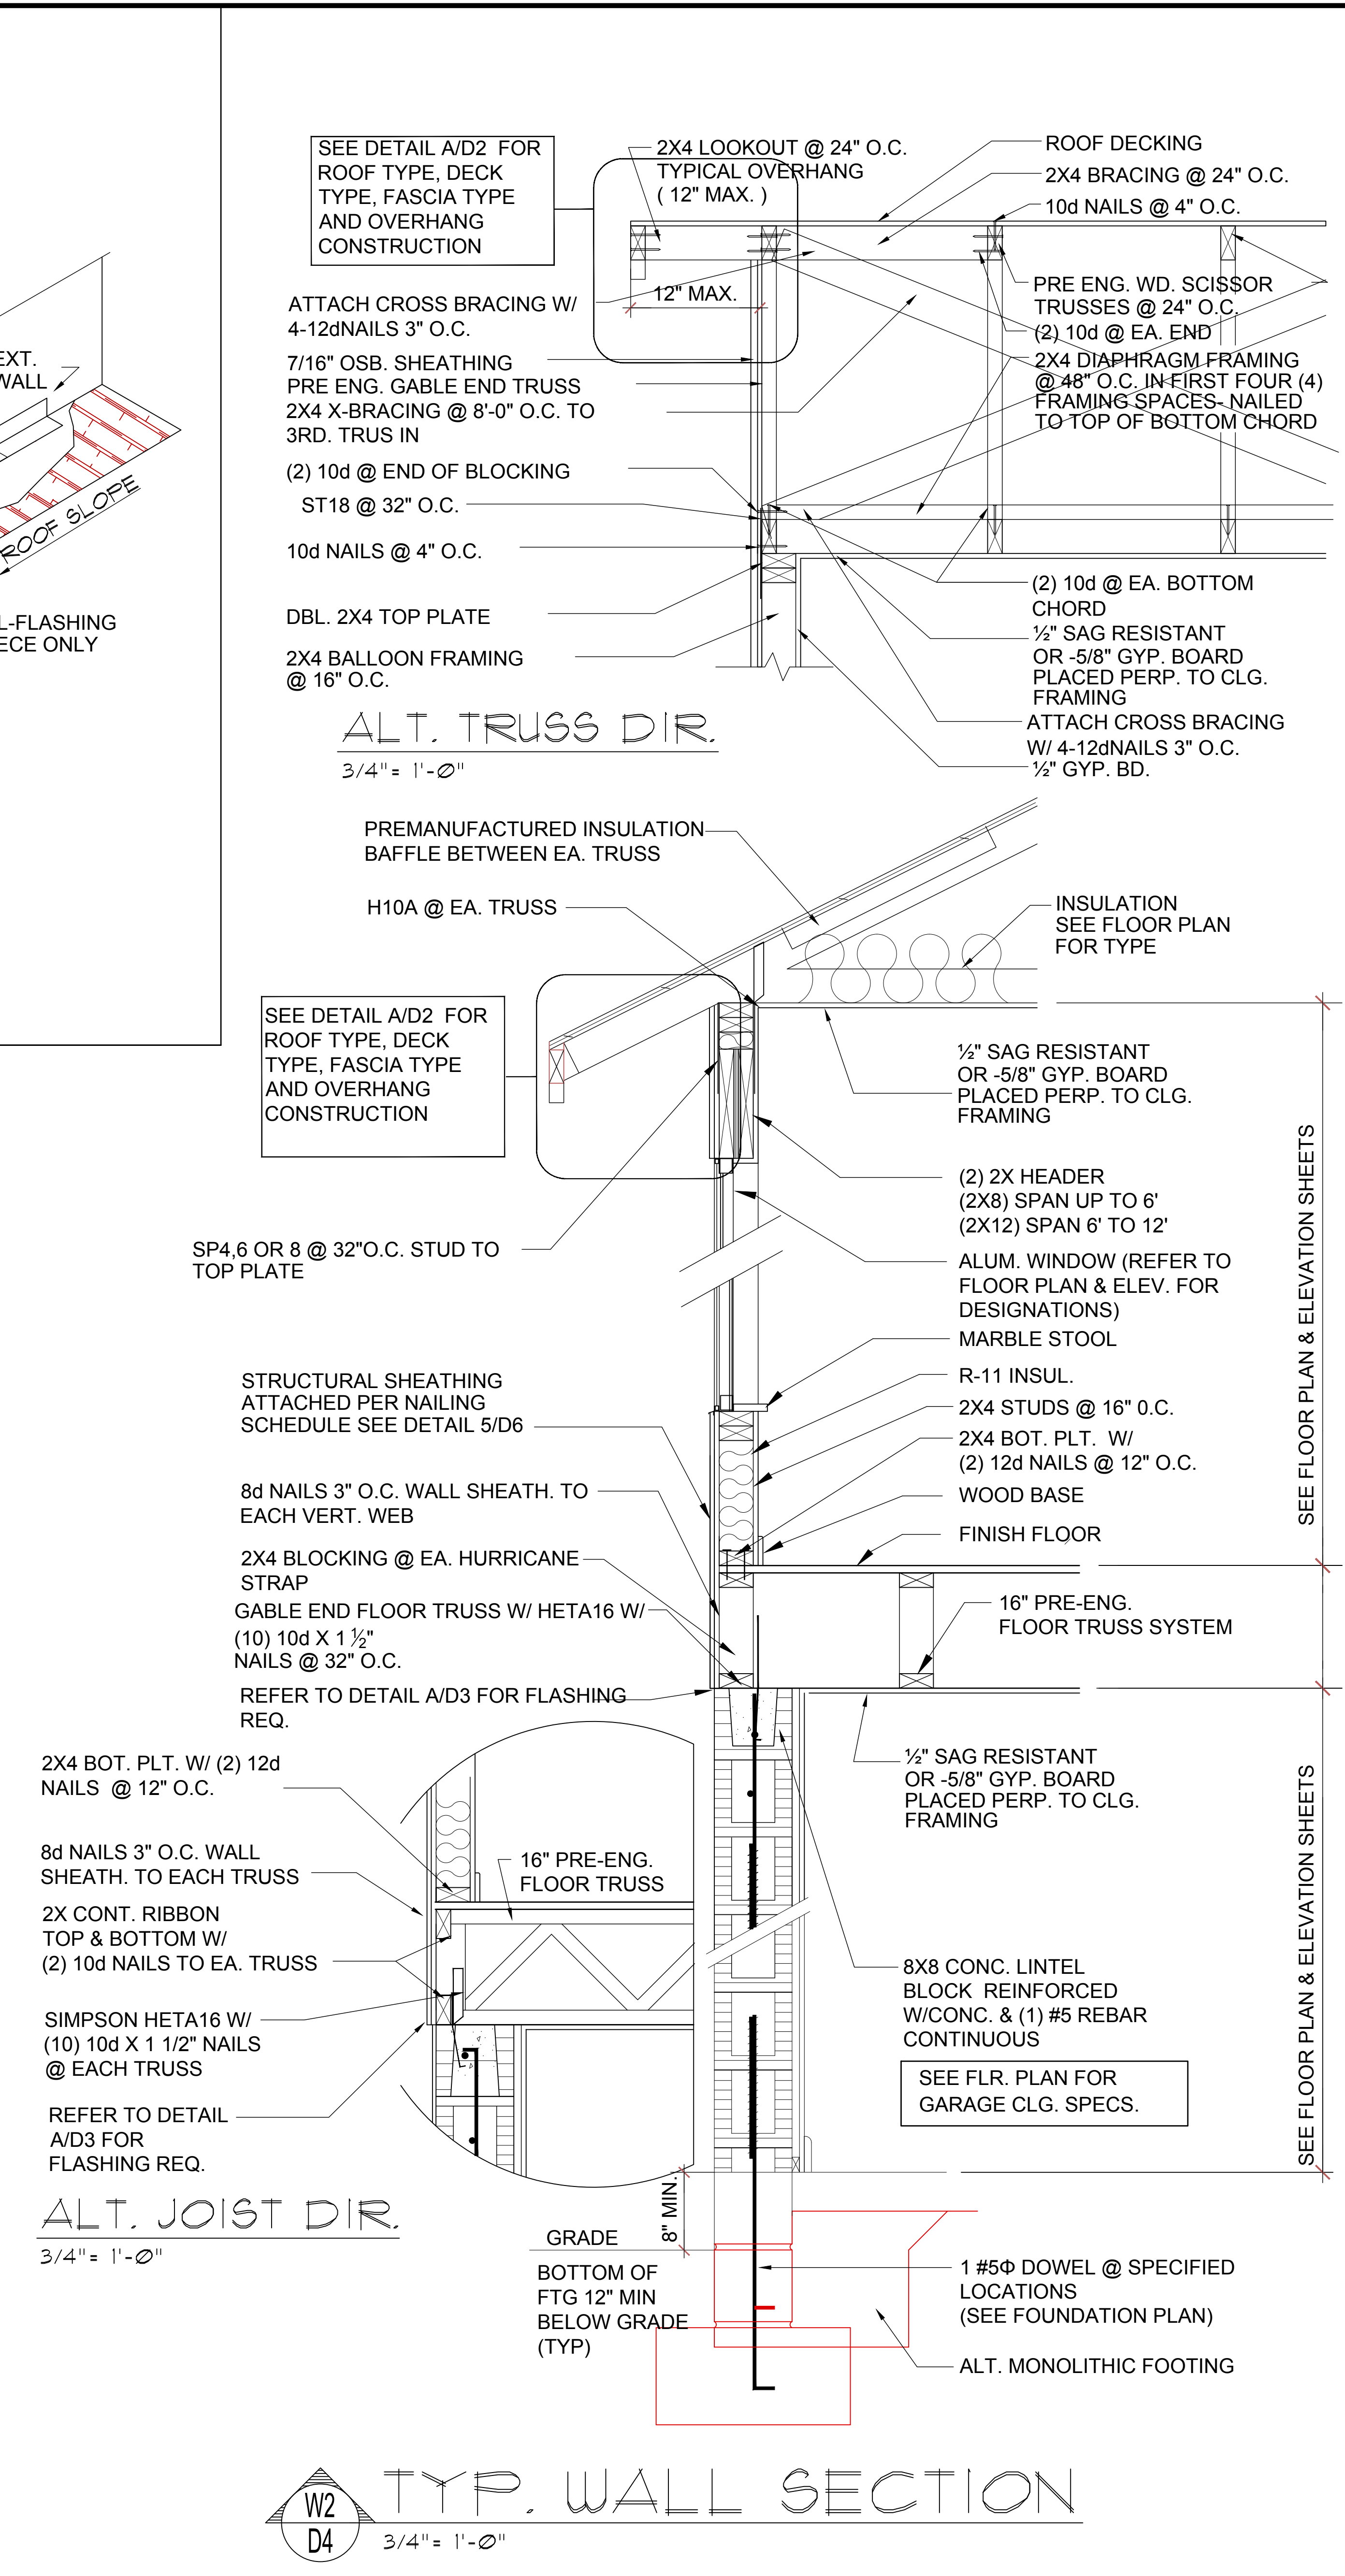 EXT.
WALL
ROOF SLOPE
L-FLASHING
ECE ONLY
SEE DETAIL A/D2 FOR
ROOF TYPE, DECK
TYPE, FASCIA TYPE
AND OVERHANG
CONSTRUCTION
2X4 LOOKOUT @ 24" O.C.
TYPICAL OVERHANG
( 12" MAX. )
ROOF DECKING
2X4 BRACING @ 24" O.C.
10d NAILS @ 4" O.C.
12" MAX.
PRE ENG. WD. SCISSOR
TRUSSES @ 24" O.C.
(2) 10d @ EA. END
2X4 DIAPHRAGM FRAMING
@ 48" O.C. IN FIRST FOUR (4)
FRAMING SPACES- NAILED
TO TOP OF BOTTOM CHORD
ATTACH CROSS BRACING W/
4-12dNAILS 3" O.C.
7/16" OSB. SHEATHING
PRE ENG. GABLE END TRUSS
2X4 X-BRACING @ 8'-0" O.C. TO
3RD. TRUS IN
(2) 10d @ END OF BLOCKING
ST18 @ 32" O.C.
10d NAILS @ 4" O.C.
DBL. 2X4 TOP PLATE
2X4 BALLOON FRAMING
@ 16" O.C.
(2) 10d @ EA. BOTTOM
CHORD
½" SAG RESISTANT
OR -5/8" GYP. BOARD
PLACED PERP. TO CLG.
FRAMING
ATTACH CROSS BRACING
W/ 4-12dNAILS 3" O.C.
½" GYP. BD.
ALT. TRUSS DIR.
3/4"= 1'-0"
PREMANUFACTURED INSULATION
BAFFLE BETWEEN EA. TRUSS
H10A @ EA. TRUSS
INSULATION
SEE FLOOR PLAN
FOR TYPE
SEE DETAIL A/D2 FOR
ROOF TYPE, DECK
TYPE, FASCIA TYPE
AND OVERHANG
CONSTRUCTION
½" SAG RESISTANT
OR -5/8" GYP. BOARD
PLACED PERP. TO CLG.
FRAMING
(2) 2X HEADER
(2X8) SPAN UP TO 6'
(2X12) SPAN 6' TO 12'
SP4,6 OR 8 @ 32"O.C. STUD TO
TOP PLATE
ALUM. WINDOW (REFER TO
FLOOR PLAN & ELEV. FOR
DESIGNATIONS)
MARBLE STOOL
R-11 INSUL.
2X4 STUDS @ 16" 0.C.
2X4 BOT. PLT. W/
(2) 12d NAILS @ 12" O.C.
WOOD BASE
FINISH FLOOR
SEE FLOOR PLAN & ELEVATION SHEETS
STRUCTURAL SHEATHING
ATTACHED PER NAILING
SCHEDULE SEE DETAIL 5/D6
8d NAILS 3" O.C. WALL SHEATH. TO
EACH VERT. WEB
2X4 BLOCKING @ EA. HURRICANE
STRAP
GABLE END FLOOR TRUSS W/ HETA16 W/
(10) 10d X 1 ½"
NAILS @ 32" O.C.
REFER TO DETAIL A/D3 FOR FLASHING
REQ.
16" PRE-ENG.
FLOOR TRUSS SYSTEM
½" SAG RESISTANT
OR -5/8" GYP. BOARD
PLACED PERP. TO CLG.
FRAMING
2X4 BOT. PLT. W/ (2) 12d
NAILS @ 12" O.C.
8d NAILS 3" O.C. WALL
SHEATH. TO EACH TRUSS
2X CONT. RIBBON
TOP & BOTTOM W/
(2) 10d NAILS TO EA. TRUSS
SIMPSON HETA16 W/
(10) 10d X 1 1/2" NAILS
@ EACH TRUSS
REFER TO DETAIL
A/D3 FOR
FLASHING REQ.
16" PRE-ENG.
FLOOR TRUSS
8X8 CONC. LINTEL
BLOCK REINFORCED
W/CONC. & (1) #5 REBAR
CONTINUOUS
SEE FLR. PLAN FOR
GARAGE CLG. SPECS.
SEE FLOOR PLAN & ELEVATION SHEETS
ALT. JOIST DIR.
3/4"= 1'-0"
8" MIN.
GRADE
BOTTOM OF
FTG 12" MIN
BELOW GRADE
(TYP)
1 #5Φ DOWEL @ SPECIFIED
LOCATIONS
(SEE FOUNDATION PLAN)
ALT. MONOLITHIC FOOTING
W2
D4
TYP. WALL SECTION
3/4"= 1'-0"